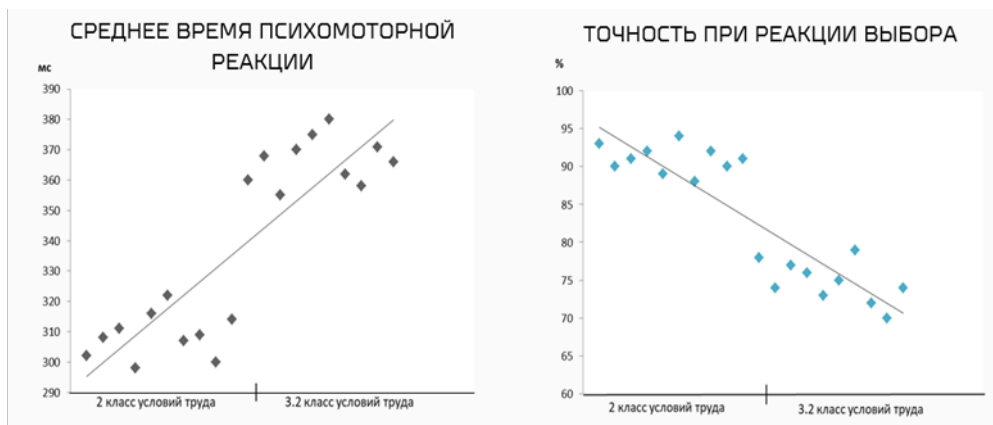 СРЕДНЕЕ ВРЕМЯ ПСИХОМОТОРНОЙ
РЕАКЦИИ
мс
390
380
370
360
350
340
330
320
310
300
290
2 класс условий труда
3.2 класс условий труда
ТОЧНОСТЬ ПРИ РЕАКЦИИ ВЫБОРА
%
100
95
90
85
80
75
70
65
60
2 класс условий труда
3.2 класс условий труда